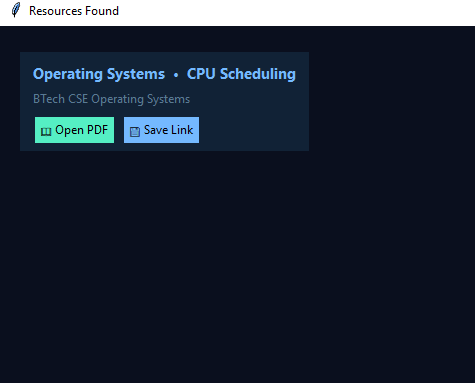 Resources Found
Operating Systems • CPU Scheduling
BTech CSE Operating Systems
Open PDF Save Link